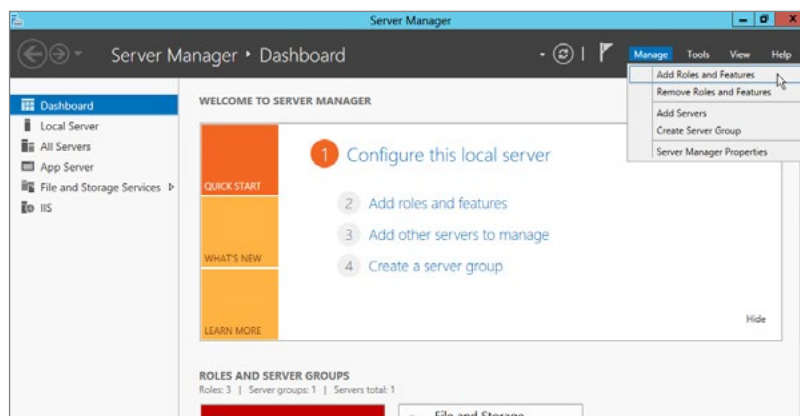 Server Manager
Server Manager • Dashboard
Manage Tools View Help
Add Roles and Features
Remove Roles and Features
Add Servers
Create Server Group
Server Manager Properties
Dashboard
Local Server
All Servers
App Server
File and Storage Services
IIS
WELCOME TO SERVER MANAGER
QUICK START
WHAT'S NEW
LEARN MORE
1 Configure this local server
2 Add roles and features
3 Add other servers to manage
4 Create a server group
Hide
ROLES AND SERVER GROUPS
Roles: 3 | Server groups: 1 | Servers total: 1
File and Storage